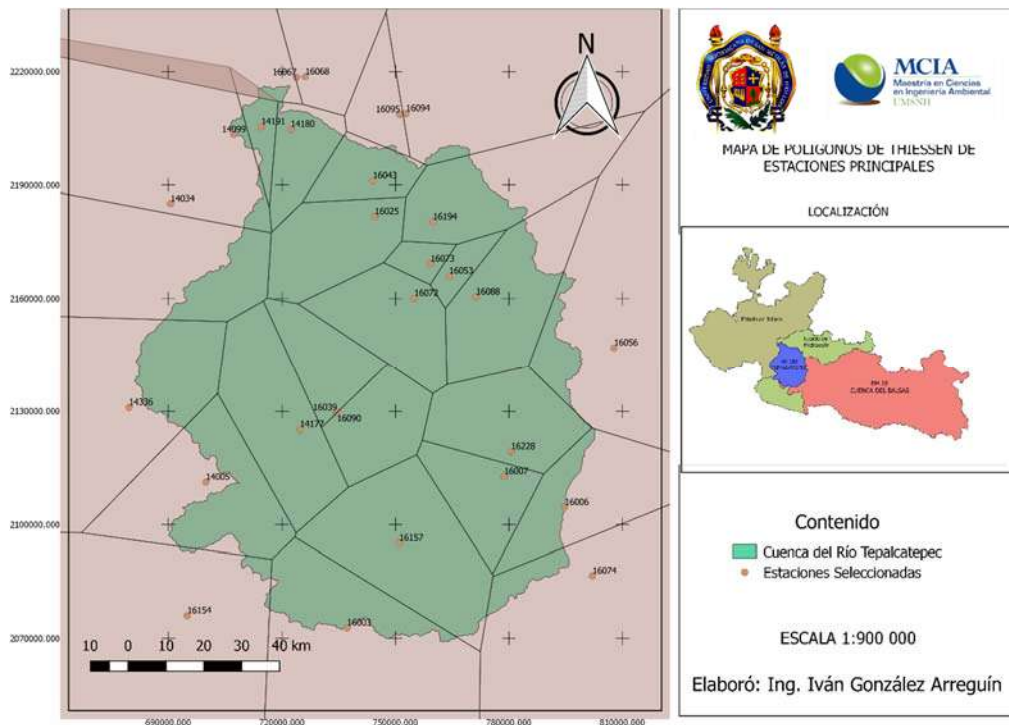 2220000.000
2190000.000
2160000.000
2130000.000
2100000.000
2070000.000
690000.000
720000.000
750000.000
780000.000
810000.000
N
16067
16068
16095
16094
14099
14191
14180
16043
14034
16025
16194
16073
16053
16072
16088
16056
14336
16039
16090
14177
16228
14005
16007
16006
16157
16074
16154
16003
10 0 10 20 30 40 km
MCIA
Maestría en Ciencias
en Ingeniería Ambiental
UMSNH
MAPA DE POLIGONOS DE THIESSEN DE
ESTACIONES PRINCIPALES
LOCALIZACIÓN
CUENCA DEL BALSAS
Contenido
Cuenca del Río Tepalcatepec
Estaciones Seleccionadas
ESCALA 1:900 000
Elaboró: Ing. Iván González Arreguín